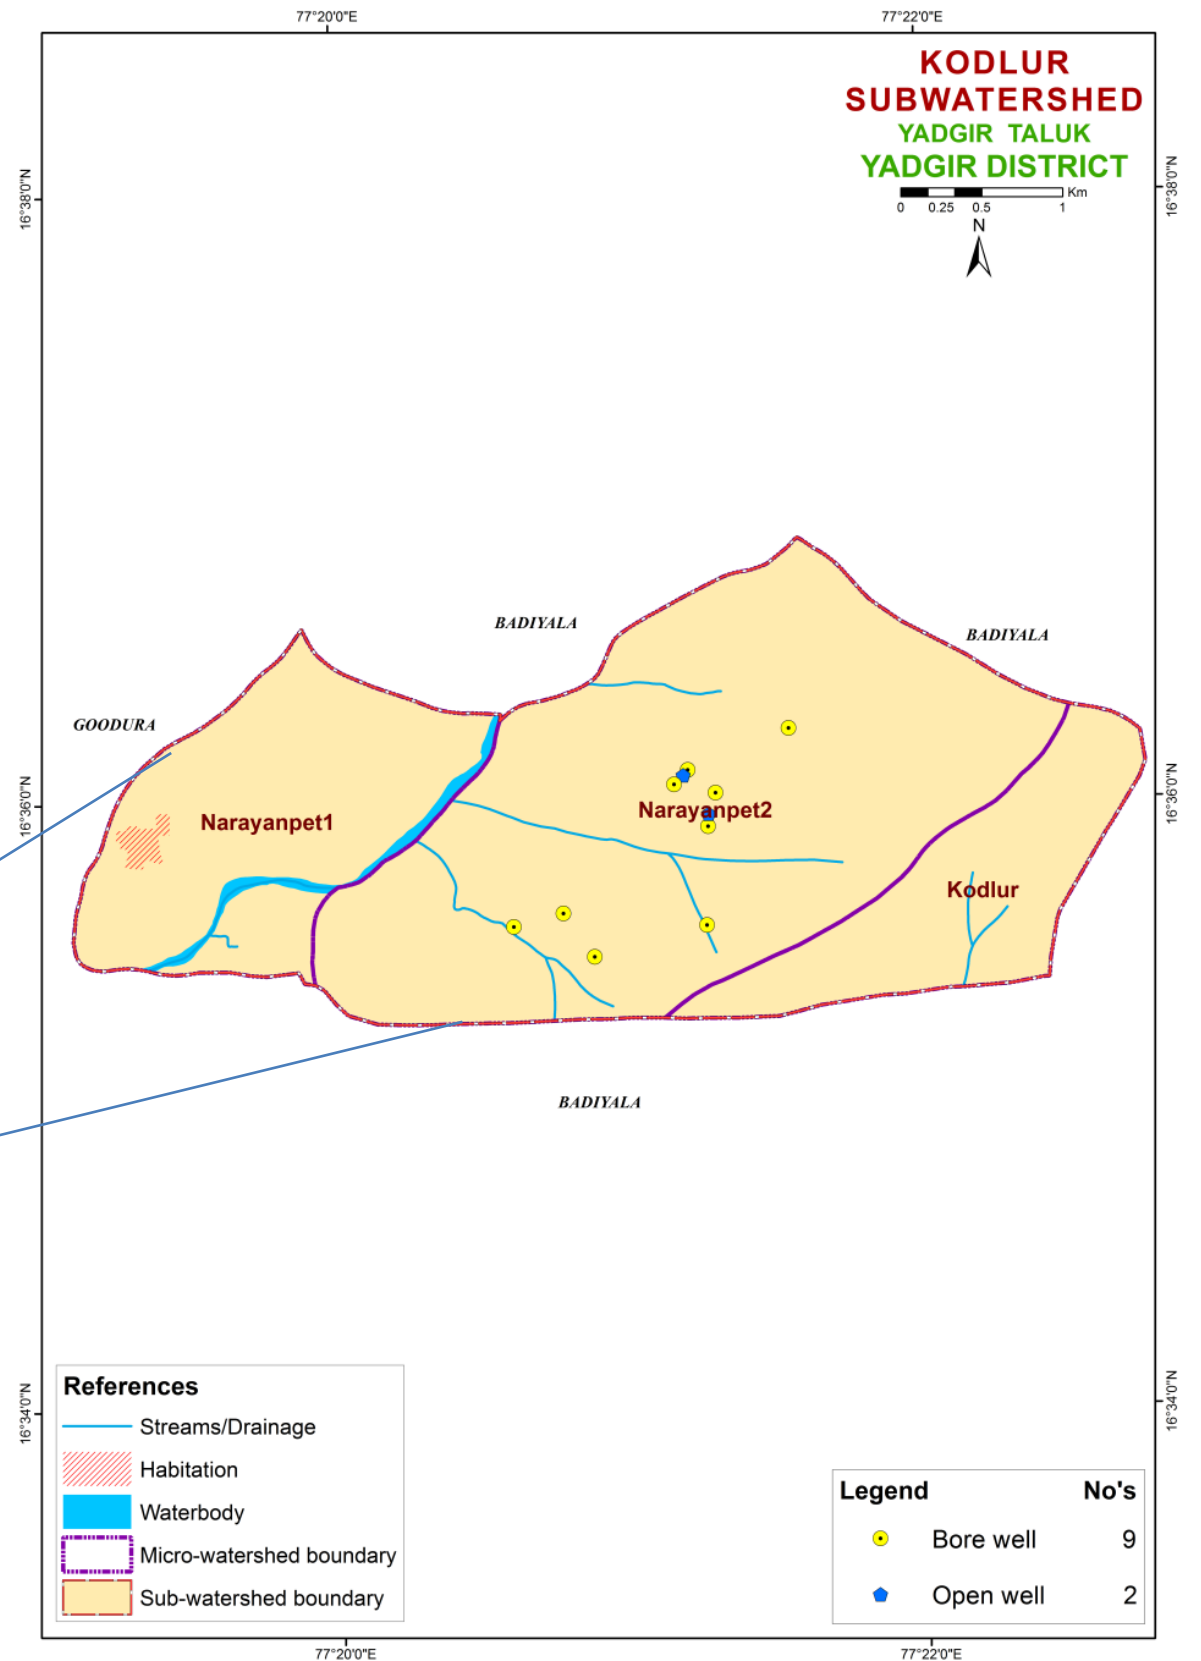 77°20'0"E
77°22'0"E
KODLUR
SUBWATERSHED
YADGIR TALUK
YADGIR DISTRICT
Km
0 0.25 0.5 1
N
16°38'0"N
16°38'0"N
BADIYALA
BADIYALA
GOODURA
16°36'0"N
16°36'0"N
Narayanpet1
Narayanpet2
Kodlur
BADIYALA
16°34'0"N
16°34'0"N
References
Streams/Drainage
Habitation
Waterbody
Micro-watershed boundary
Sub-watershed boundary
Legend No's
Bore well 9
Open well 2
77°20'0"E
77°22'0"E